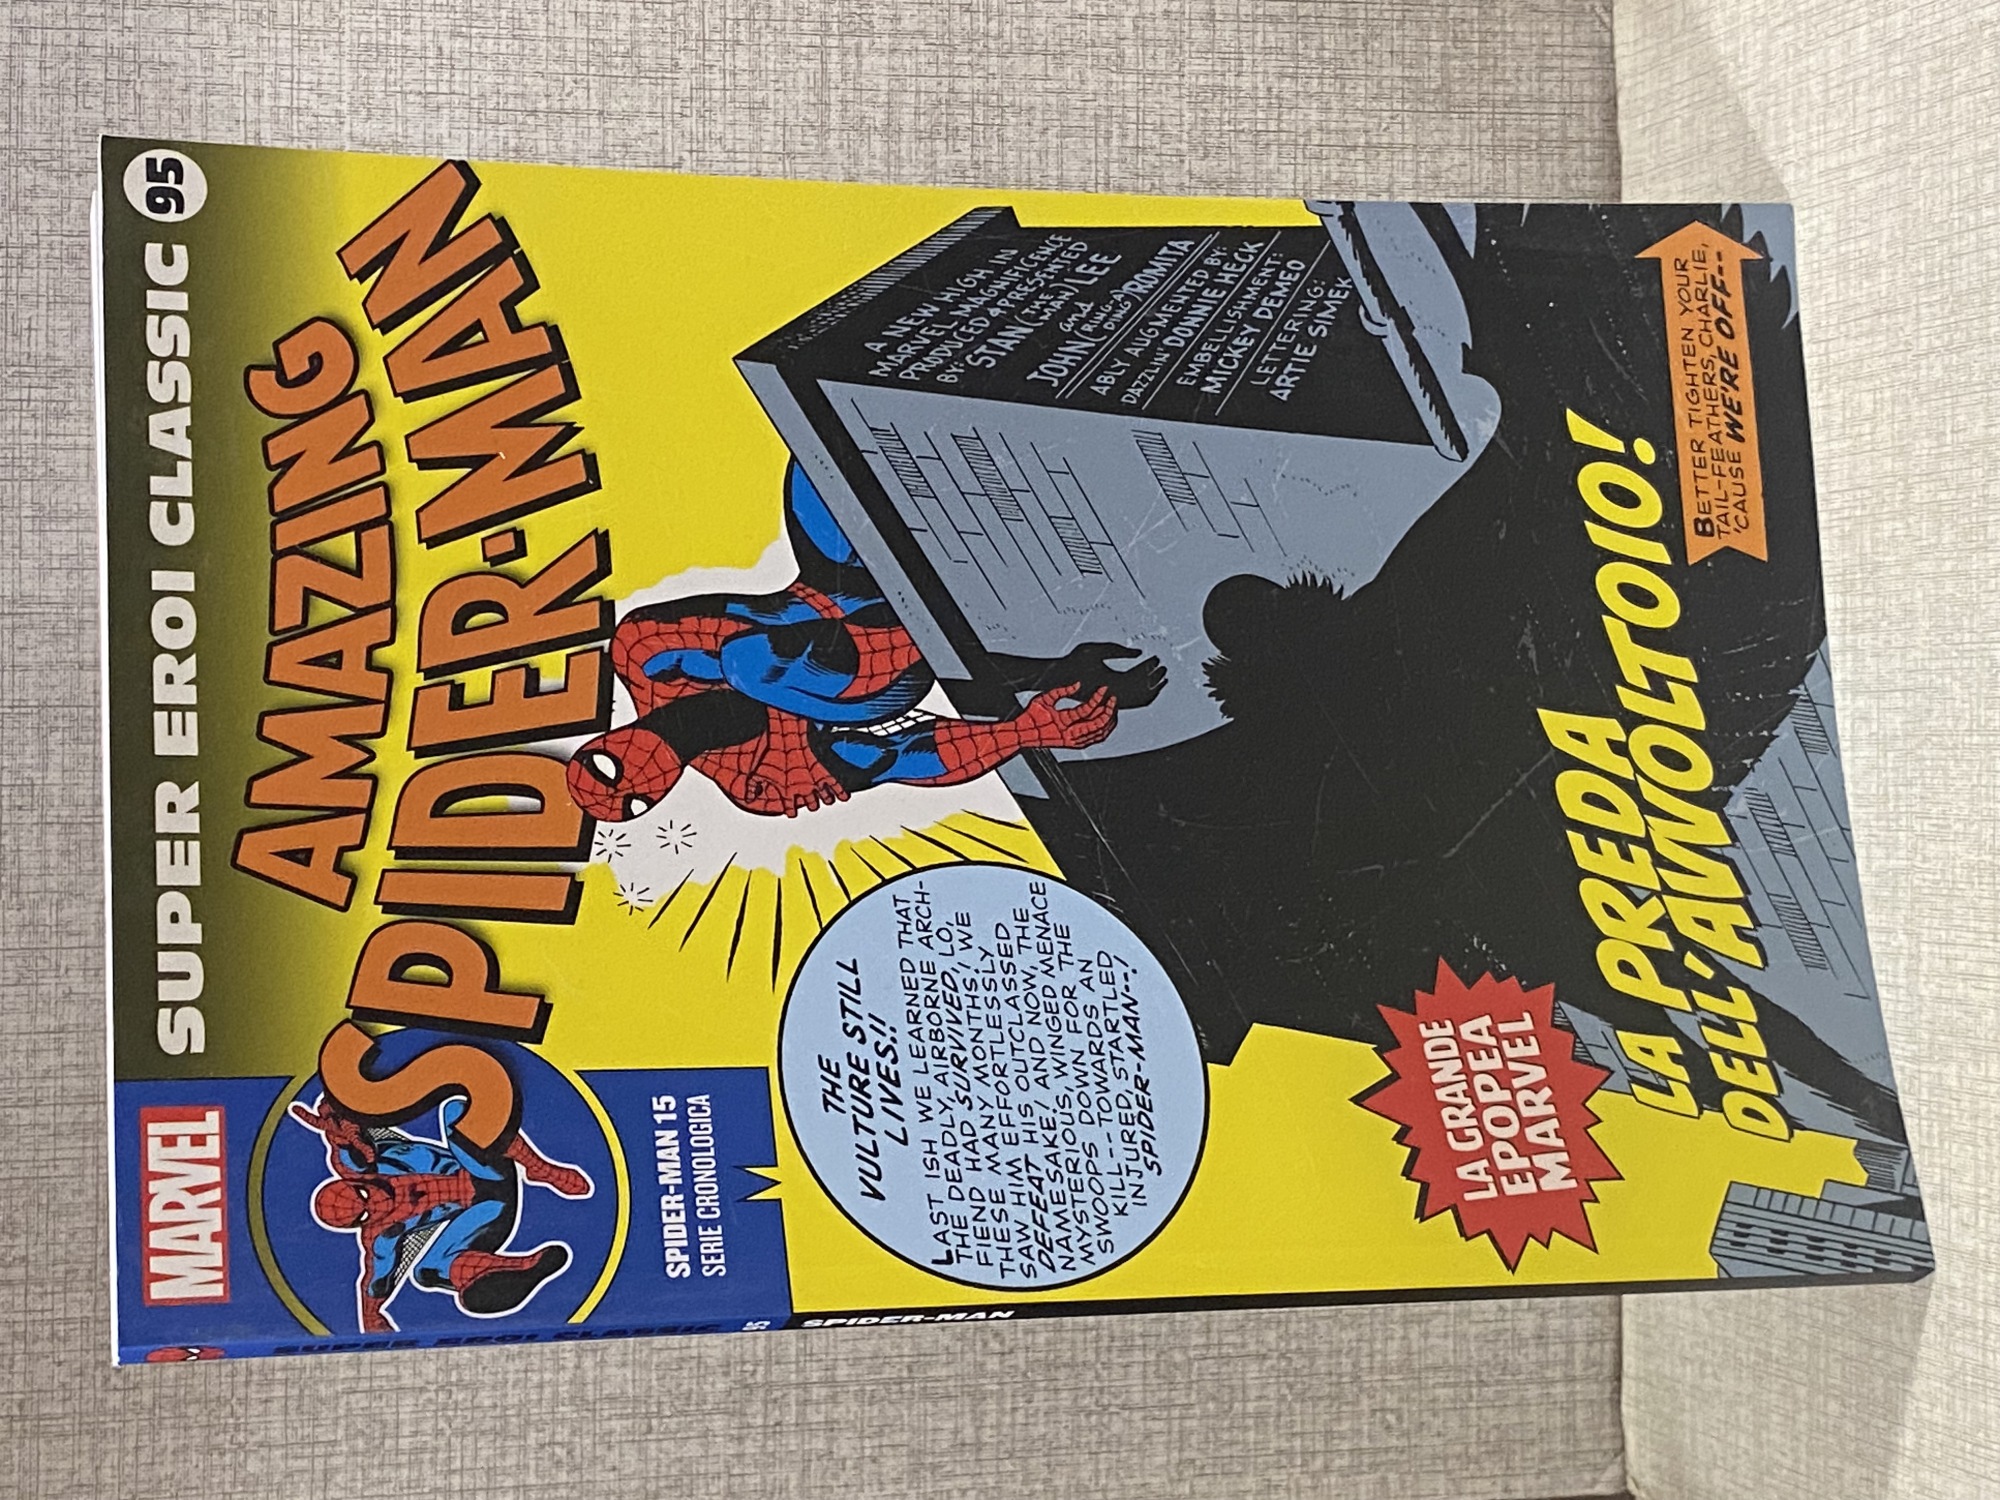 MARVEL
SUPER EROI CLASSIC 95
AMAZING
SPIDER-MAN
SPIDER-MAN 15
SERIE CRONOLOGICA
THE
VULTURE STILL
LIVES!!
LAST ISH WE LEARNED THAT
THE DEADLY, AIRBORNE ARCH-
FIEND HAD SURVIVED, LO,
THESE MANY MONTHS! WE
SAW HIM EFFORTLESSLY
DEFEAT HIS OUTCLASSED
NAMESAKE! AND NOW, THE
MYSTERIOUS, WINGED MENACE
SWOOPS DOWN FOR THE
KILL-- TOWARDS AN
INJURED, STARTLED
SPIDER-MAN--!
A NEW HIGH IN
MARVEL MAGNIFICENCE
PRODUCED & PRESENTED
BY: STAN (THE MAN) LEE
and
JOHN (RING-A-DING) ROMITA
ABLY AUGMENTED BY:
DAZZLIN' DONNIE HECK
EMBELLISHMENT:
MICKEY DEMEO
LETTERING:
ARTIE SIMEK
LA GRANDE
EPOPEA
MARVEL
LA PREDA
DELL'AVVOLTOIO!
BETTER TIGHTEN YOUR
TAIL-FEATHERS, CHARLIE,
'CAUSE WE'RE OFF--
SUPER EROI CLASSIC
95
SPIDER-MAN